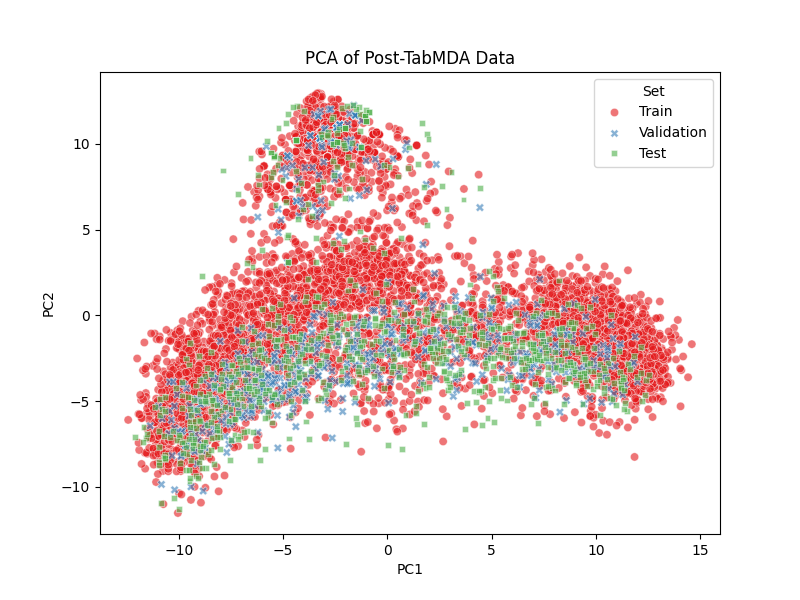 PCA of Post-TabMDA Data
Set
Train
Validation
Test
PC2
10
5
0
−5
−10
−10
−5
0
5
10
15
PC1